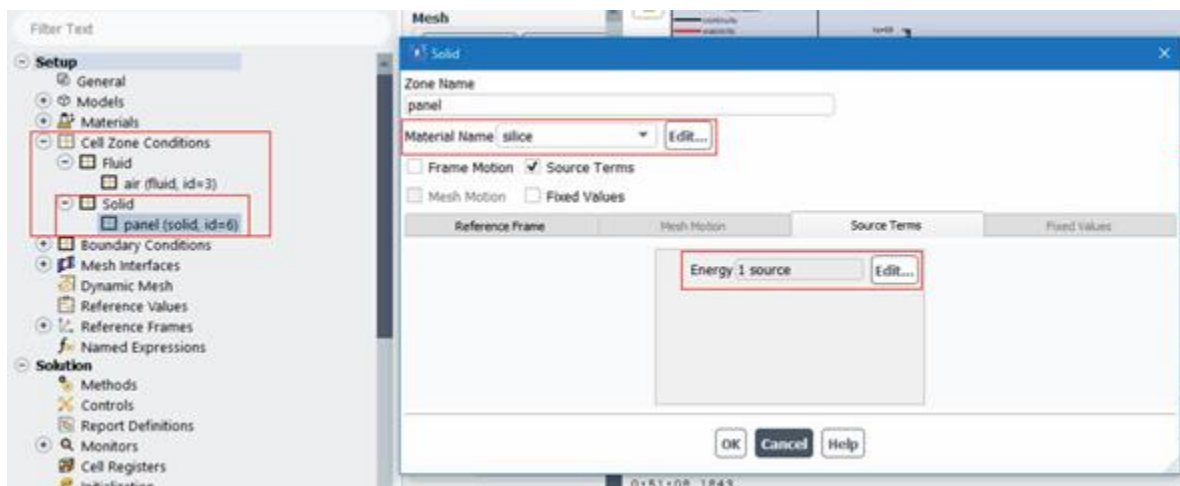 Filter Text
Setup
General
Models
Materials
Cell Zone Conditions
Fluid
air (fluid, id=3)
Solid
panel (solid, id=6)
Boundary Conditions
Mesh Interfaces
Dynamic Mesh
Reference Values
Reference Frames
Named Expressions
Solution
Methods
Controls
Report Definitions
Monitors
Cell Registers
Mesh
continuity
Solid
Zone Name
panel
Material Name silice Edit...
Frame Motion Source Terms
Mesh Motion Fixed Values
Reference Frame Mesh Motion Source Terms Fixed Values
Energy 1 source Edit...
OK Cancel Help